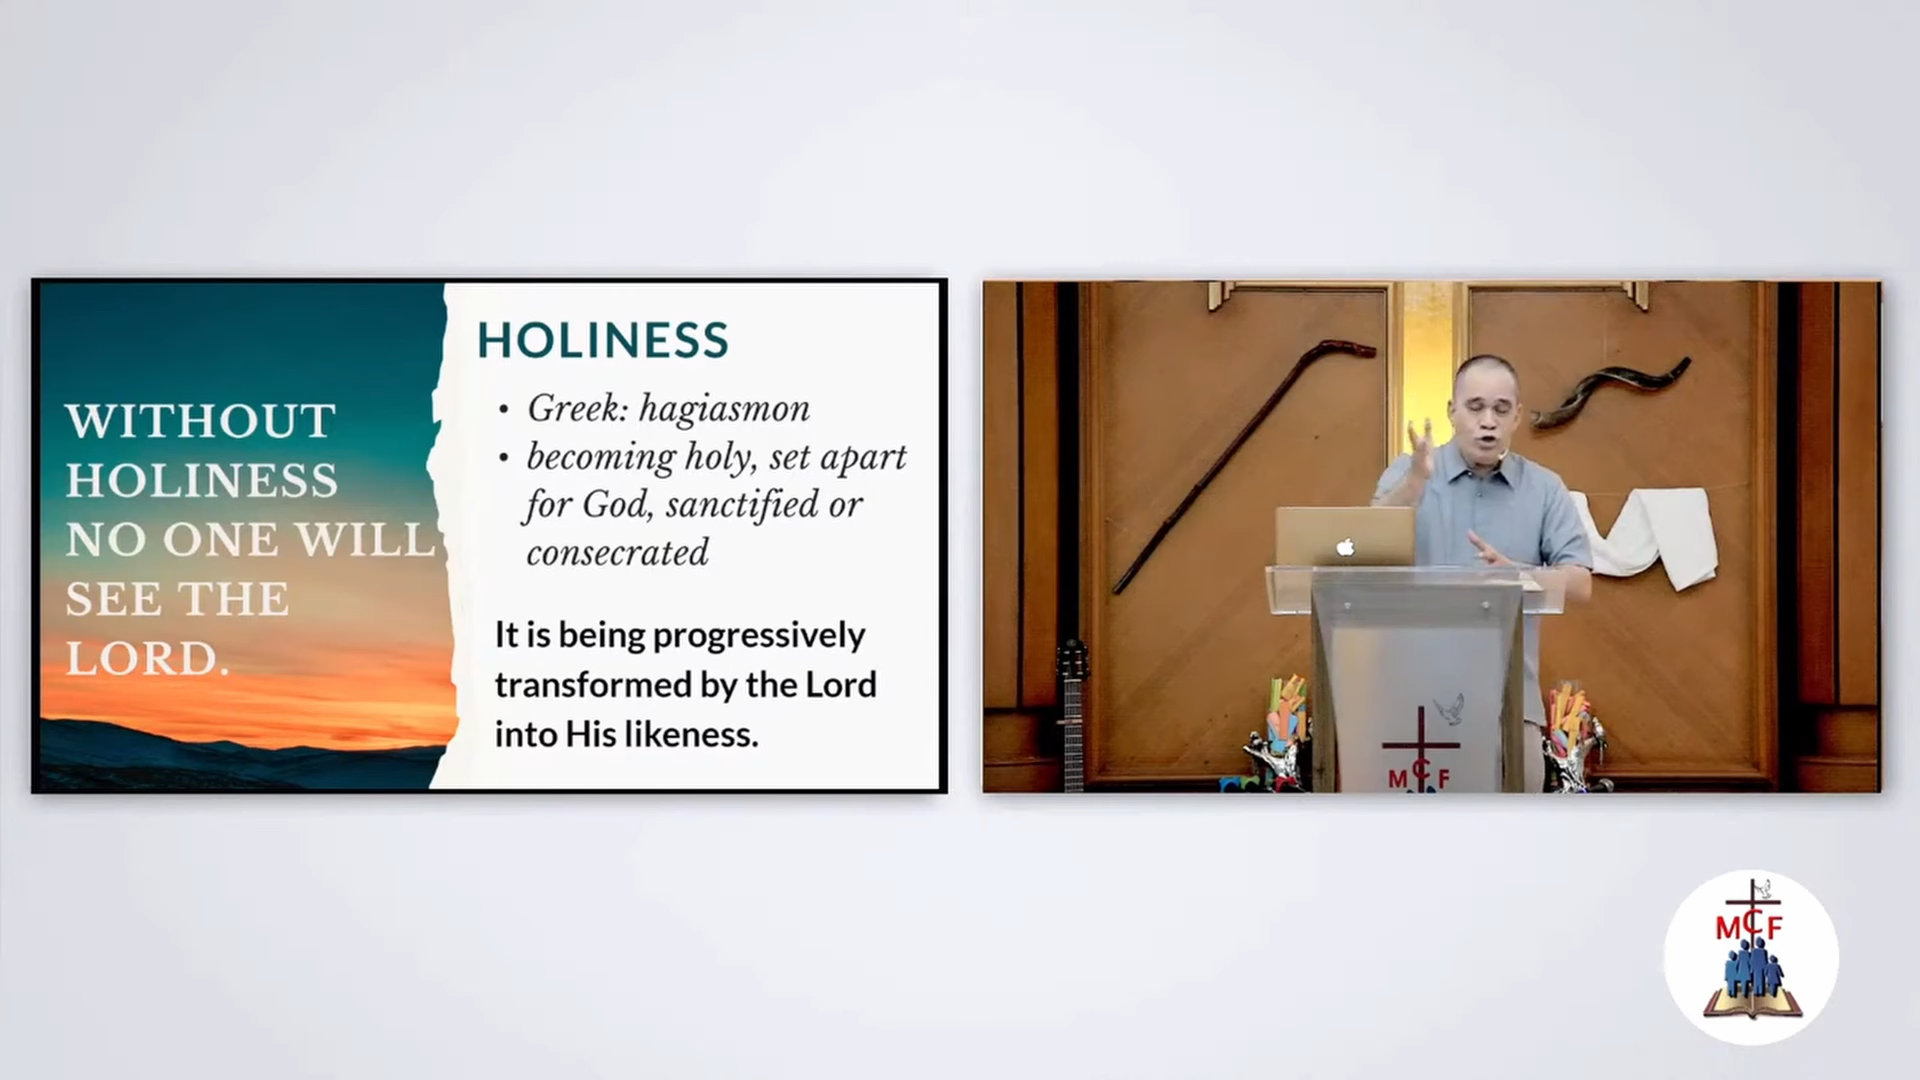 WITHOUT
HOLINESS
NO ONE WILL
SEE THE
LORD.
HOLINESS
• Greek: hagiasmon
• becoming holy, set apart
for God, sanctified or
consecrated
It is being progressively
transformed by the Lord
into His likeness.
MCF
MCF